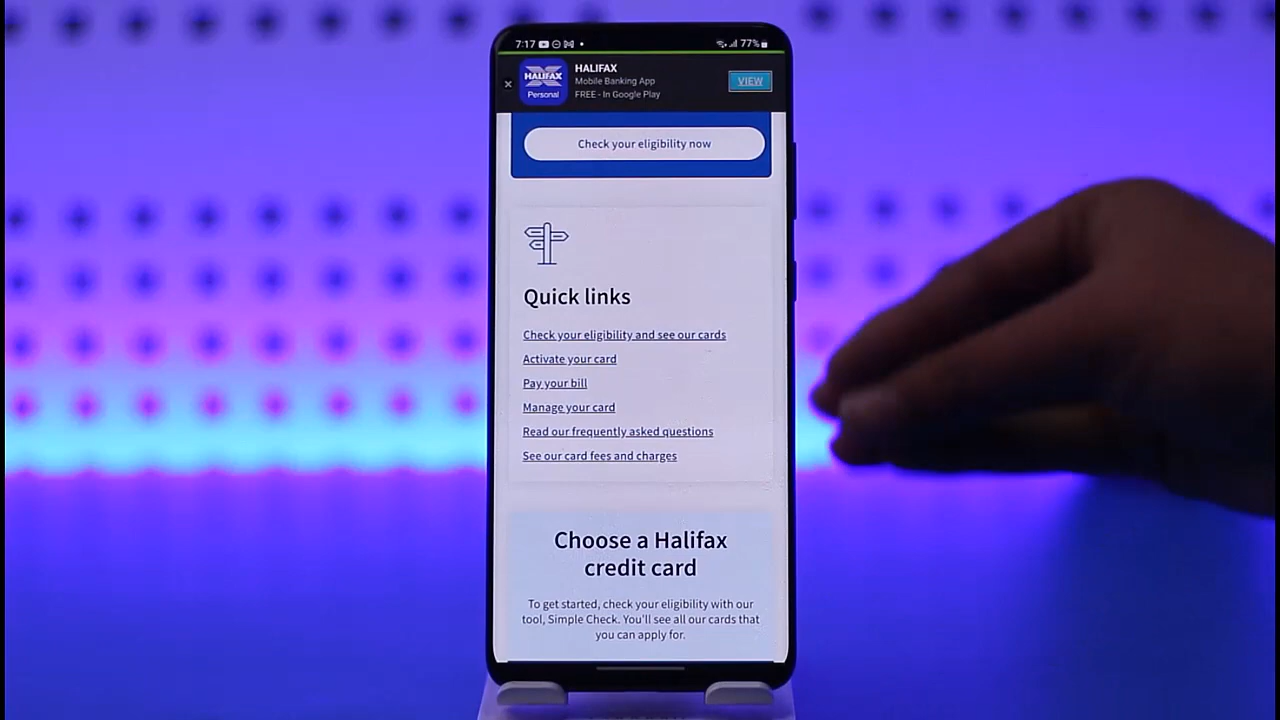 7:17
77%
HALIFAX
Personal
HALIFAX
Mobile Banking App
FREE - In Google Play
VIEW
Check your eligibility now
Quick links
Check your eligibility and see our cards
Activate your card
Pay your bill
Manage your card
Read our frequently asked questions
See our card fees and charges
Choose a Halifax
credit card
To get started, check your eligibility with our
tool, Simple Check. You'll see all our cards that
you can apply for.